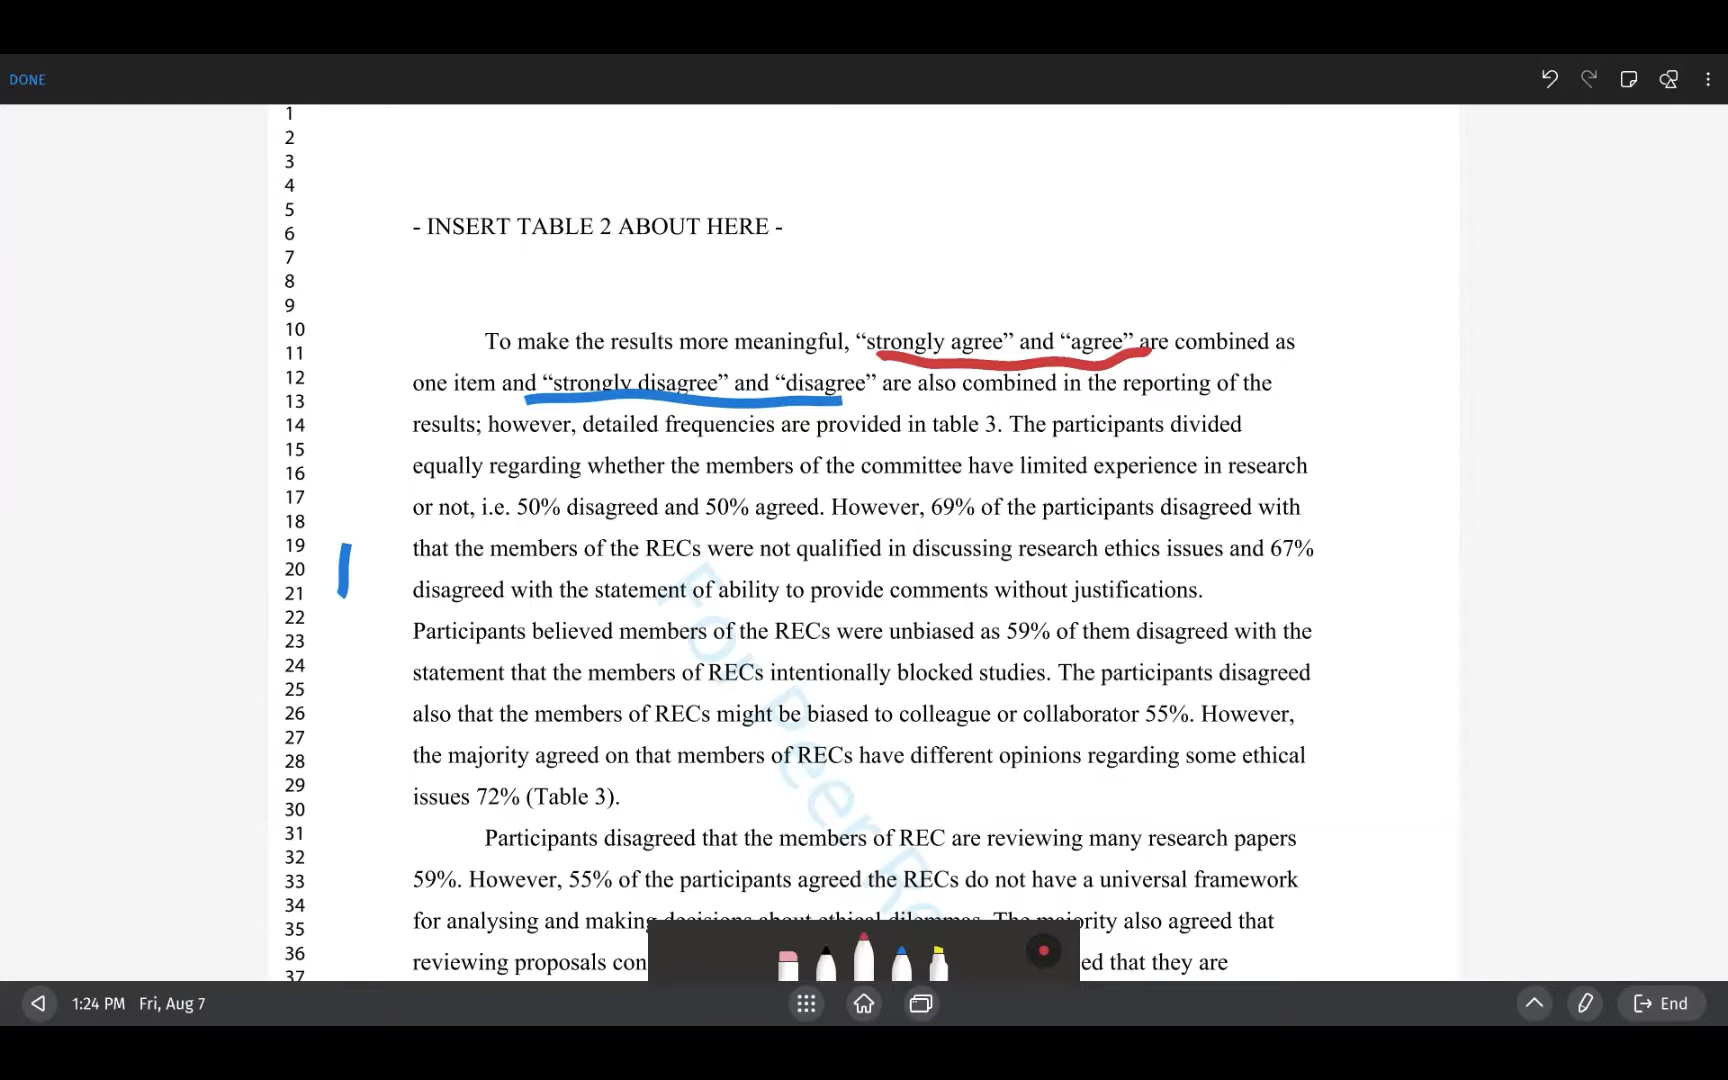 DONE
1
2
3
4
5
6
7
8
9
10
11
12
13
14
15
16
17
18
19
20
21
22
23
24
25
26
27
28
29
30
31
32
33
34
35
36
37
- INSERT TABLE 2 ABOUT HERE -
To make the results more meaningful, “strongly agree” and “agree” are combined as
one item and “strongly disagree” and “disagree” are also combined in the reporting of the
results; however, detailed frequencies are provided in table 3. The participants divided
equally regarding whether the members of the committee have limited experience in research
or not, i.e. 50% disagreed and 50% agreed. However, 69% of the participants disagreed with
that the members of the RECs were not qualified in discussing research ethics issues and 67%
disagreed with the statement of ability to provide comments without justifications.
Participants believed members of the RECs were unbiased as 59% of them disagreed with the
statement that the members of RECs intentionally blocked studies. The participants disagreed
also that the members of RECs might be biased to colleague or collaborator 55%. However,
the majority agreed on that members of RECs have different opinions regarding some ethical
issues 72% (Table 3).
Participants disagreed that the members of REC are reviewing many research papers
59%. However, 55% of the participants agreed the RECs do not have a universal framework
for analysing and making decisions about ethical dilemmas. The majority also agreed that
reviewing proposals con ed that they are
For Peer Re
1:24 PM Fri, Aug 7
End